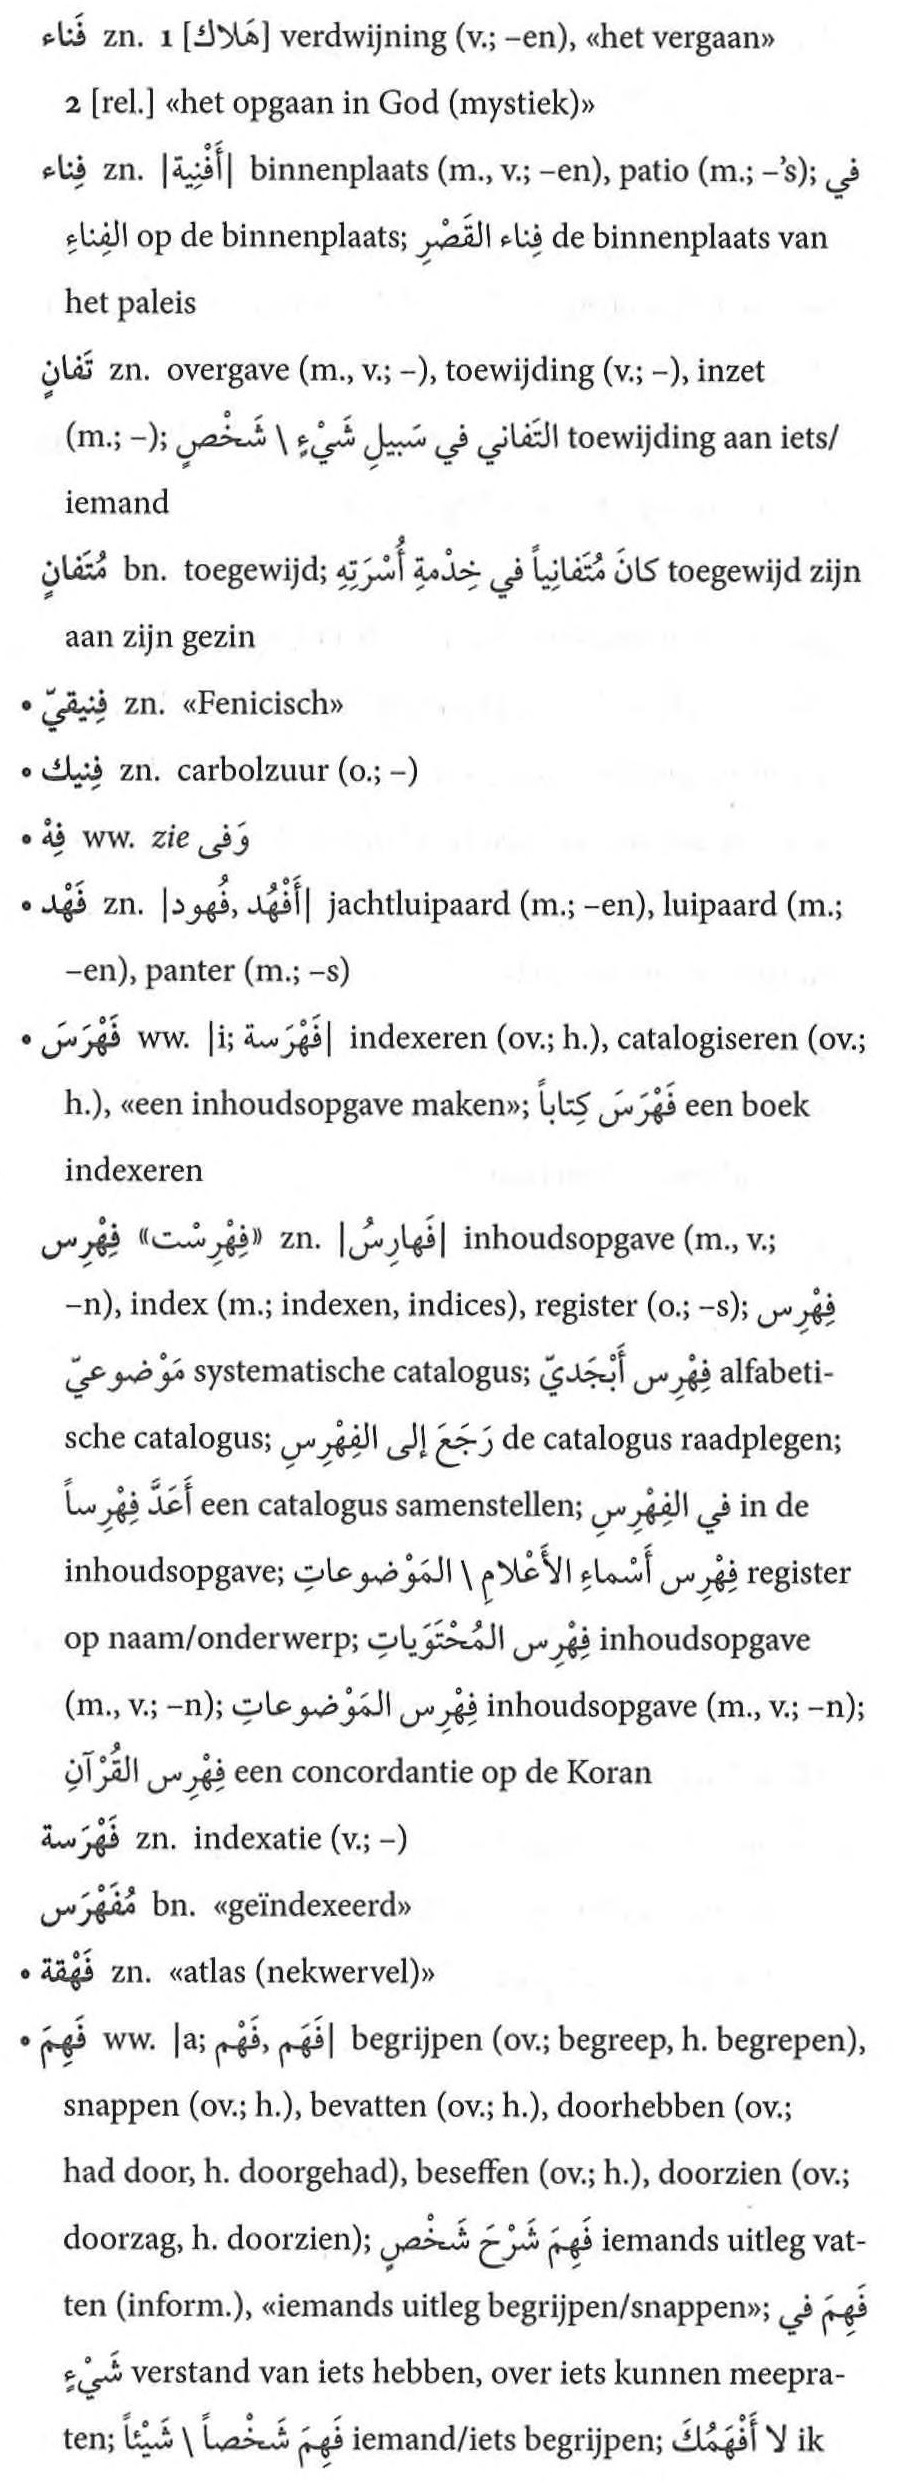 فَناء zn. 1 [هَلاك] verdwijning (v.; –en), «het vergaan»
2 [rel.] «het opgaan in God (mystiek)»
فِناء zn. |أَفْنِية| binnenplaats (m., v.; –en), patio (m.; –’s); في
الفِناءِ op de binnenplaats; فِناء القَصْرِ de binnenplaats van
het paleis
تَفانٍ zn. overgave (m., v.; –), toewijding (v.; –), inzet
(m.; –); التَفاني في سَبيلِ شَيْءٍ \ شَخْصٍ toewijding aan iets/
iemand
مُتَفانٍ bn. toegewijd; كانَ مُتَفانِياً في خِدْمةِ أُسْرَتِهِ toegewijd zijn
aan zijn gezin
• فِنيقيّ zn. «Fenicisch»
• فِنيك zn. carbolzuur (o.; –)
• فِهْ ww. zie وَفى
• فَهْد zn. |أَفْهُد, فُهود| jachtluipaard (m.; –en), luipaard (m.;
–en), panter (m.; –s)
• فَهْرَسَ ww. |i; فَهْرَسة| indexeren (ov.; h.), catalogiseren (ov.;
h.), «een inhoudsopgave maken»; فَهْرَسَ كِتاباً een boek
indexeren
فِهْرِس «فِهْرِسْت» zn. |فَهارِسُ| inhoudsopgave (m., v.;
–n), index (m.; indexen, indices), register (o.; –s); فِهْرِس
مَوْضوعيّ systematische catalogus; فِهْرِس أَبْجَديّ alfabeti-
sche catalogus; رَجَعَ إلى الفِهْرِسِ de catalogus raadplegen;
أَعَدَّ فِهْرِساً een catalogus samenstellen; في الفِهْرِسِ in de
inhoudsopgave; فِهْرِس أَسْماءِ الأَعْلامِ \ المَوْضوعاتِ register
op naam/onderwerp; فِهْرِس المُحْتَوَياتِ inhoudsopgave
(m., v.; –n); فِهْرِس المَوْضوعاتِ inhoudsopgave (m., v.; –n);
فِهْرِس القُرْآنِ een concordantie op de Koran
فَهْرَسة zn. indexatie (v.; –)
مُفَهْرَس bn. «geïndexeerd»
• فَهْقة zn. «atlas (nekwervel)»
• فَهِمَ ww. |a; فَهَم, فَهْم| begrijpen (ov.; begreep, h. begrepen),
snappen (ov.; h.), bevatten (ov.; h.), doorhebben (ov.;
had door, h. doorgehad), beseffen (ov.; h.), doorzien (ov.;
doorzag, h. doorzien); فَهِمَ شَرْحَ شَخْصٍ iemands uitleg vat-
ten (inform.), «iemands uitleg begrijpen/snappen»; فَهِمَ في
شَيْءٍ verstand van iets hebben, over iets kunnen meepra-
ten; فَهِمَ شَخْصاً \ شَيْئاً iemand/iets begrijpen; لا أَفْهَمُكَ ik